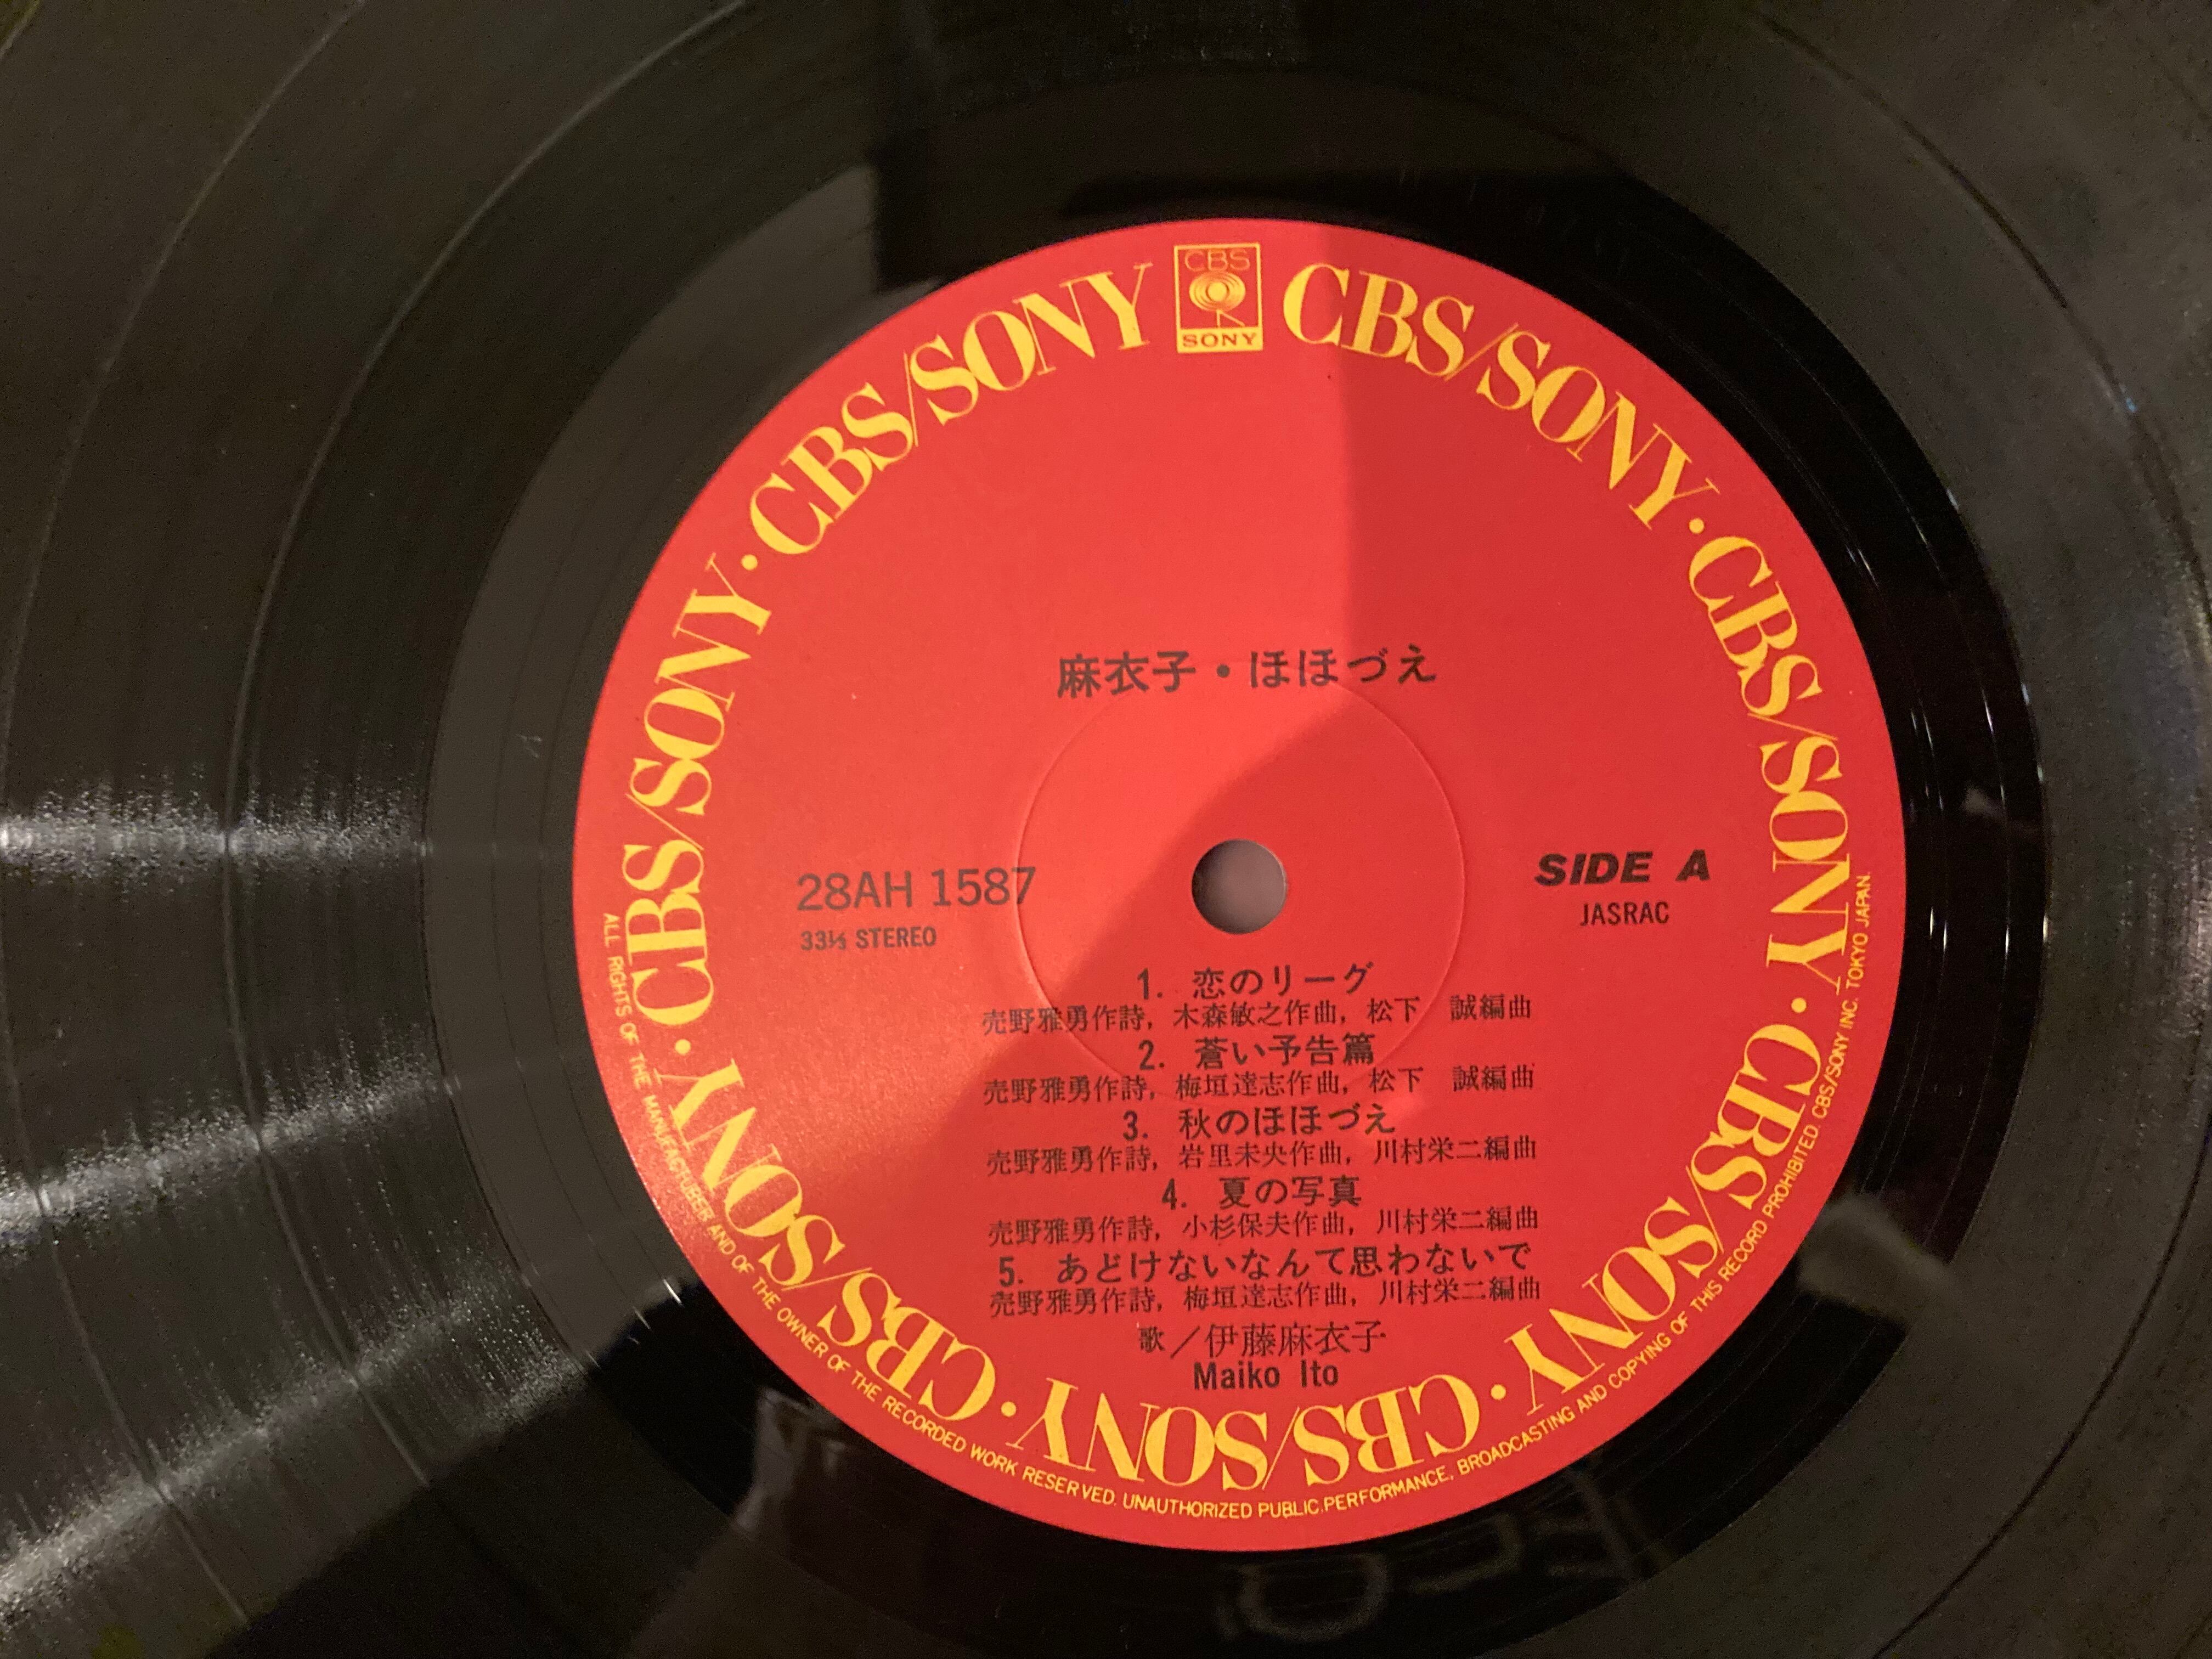 CBS
SONY
CBS/SONY · CBS/SONY · CBS/SONY · CBS/SONY · CBS/SONY · CBS/SONY · CBS/SONY
麻衣子・ほほづえ
28AH 1587
33⅓ STEREO
SIDE A
JASRAC
1. 恋のリーグ
売野雅勇作詩, 木森敏之作曲, 松下 誠編曲
2. 蒼い予告篇
売野雅勇作詩, 梅垣達志作曲, 松下 誠編曲
3. 秋のほほづえ
売野雅勇作詩, 岩里未央作曲, 川村栄二編曲
4. 夏の写真
売野雅勇作詩, 小杉保夫作曲, 川村栄二編曲
5. あどけないなんて思わないで
売野雅勇作詩, 梅垣達志作曲, 川村栄二編曲
歌／伊藤麻衣子
Maiko Ito
ALL RIGHTS OF THE MANUFACTURER AND OF THE OWNER OF THE RECORDED WORK RESERVED. UNAUTHORIZED PUBLIC PERFORMANCE, BROADCASTING AND COPYING OF THIS RECORD PROHIBITED. CBS/SONY INC. TOKYO JAPAN.